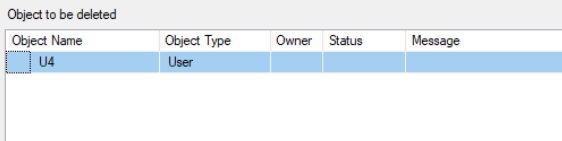 Object to be deleted
Object Name Object Type Owner Status Message
U4 User